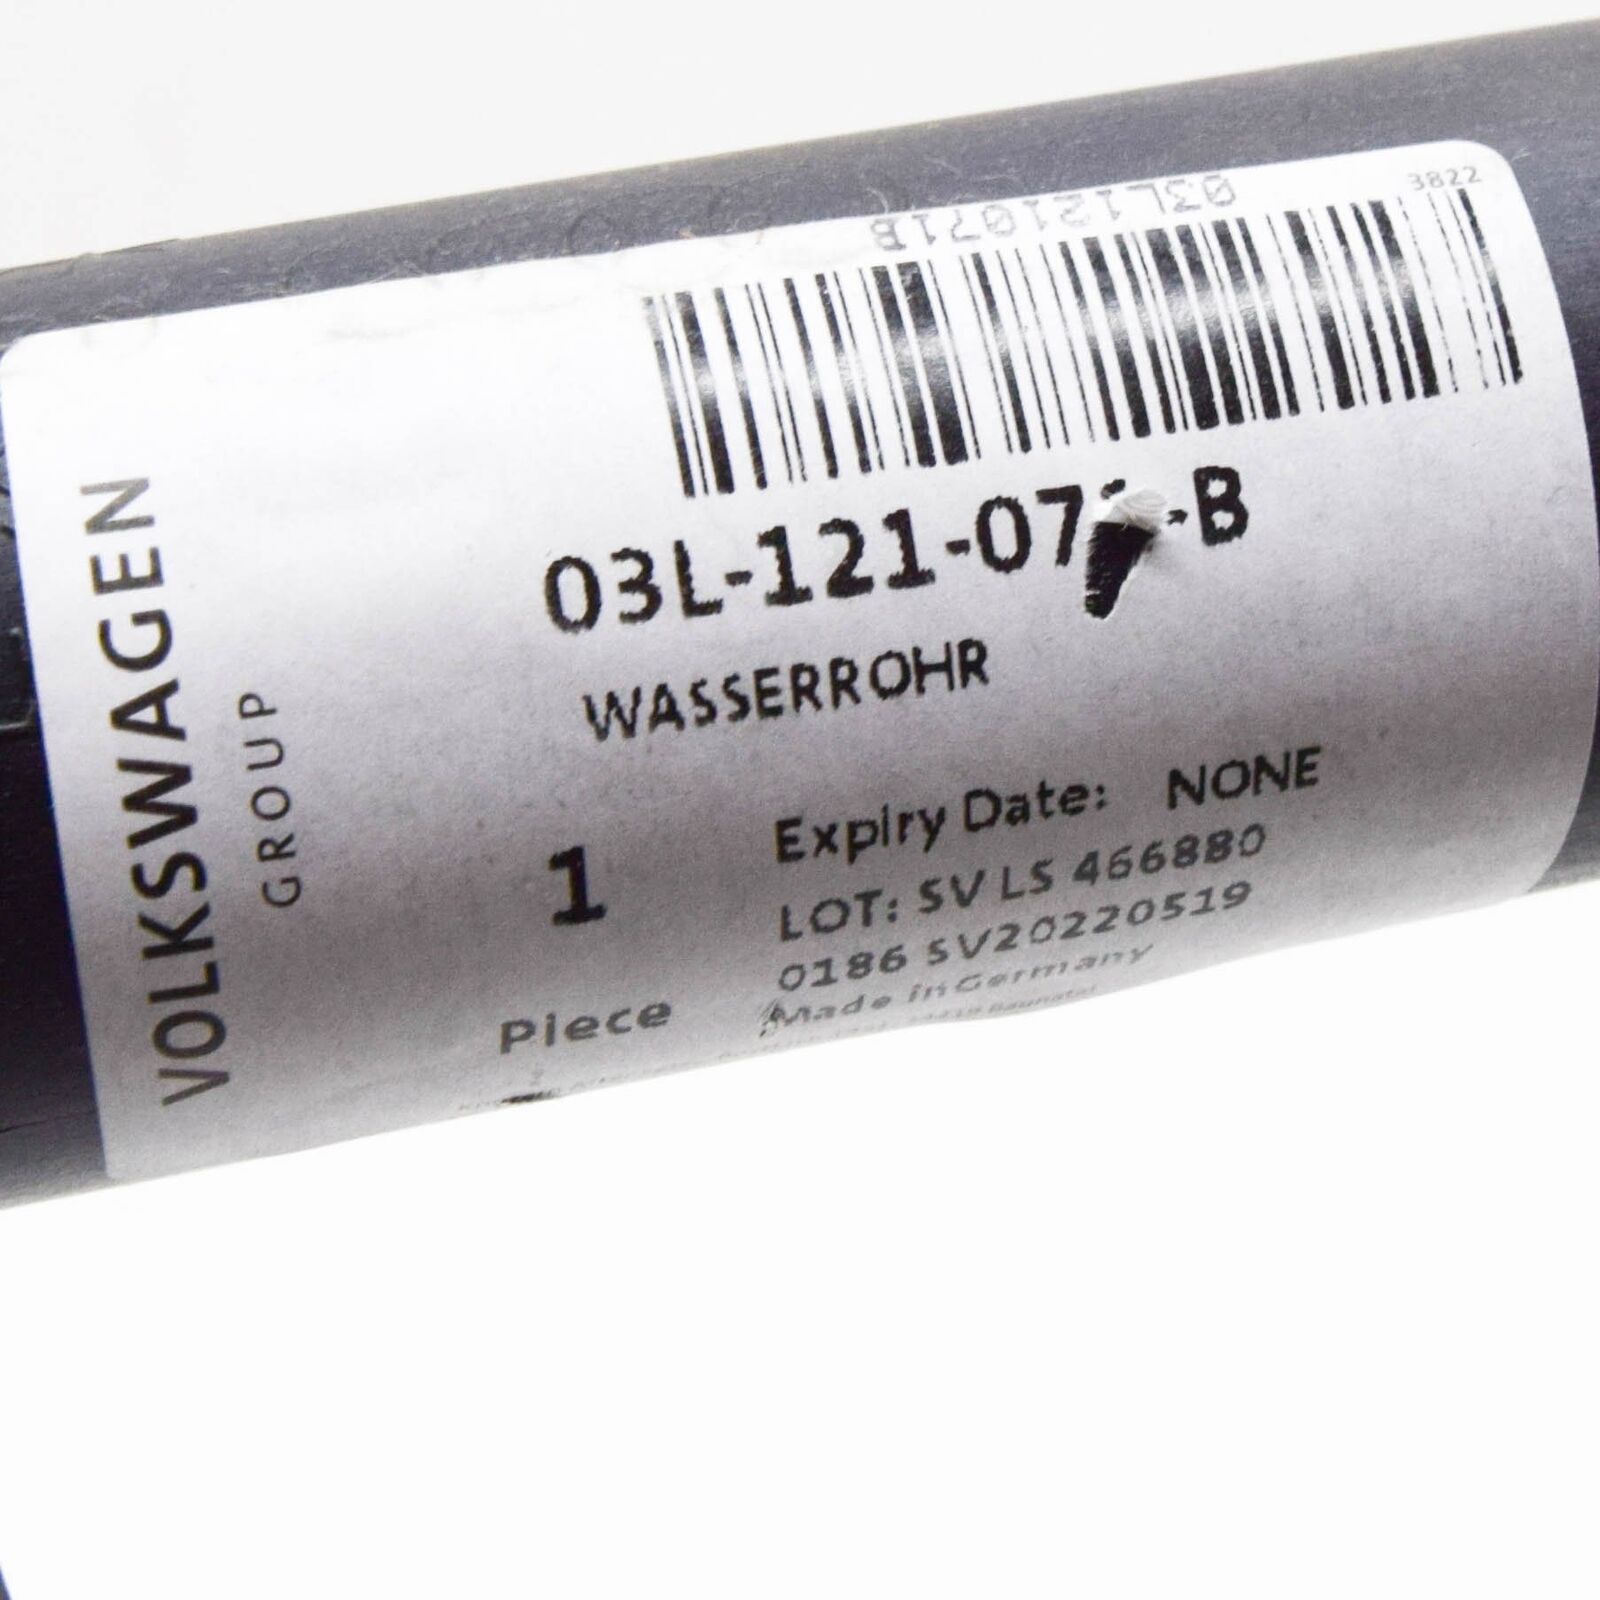 3822
03L121071B
03L-121-071-B
WASSERROHR
VOLKSWAGEN
GROUP
1
Piece
Expiry Date: NONE
LOT: SV LS 466880
0186 SV20220519
Made in Germany